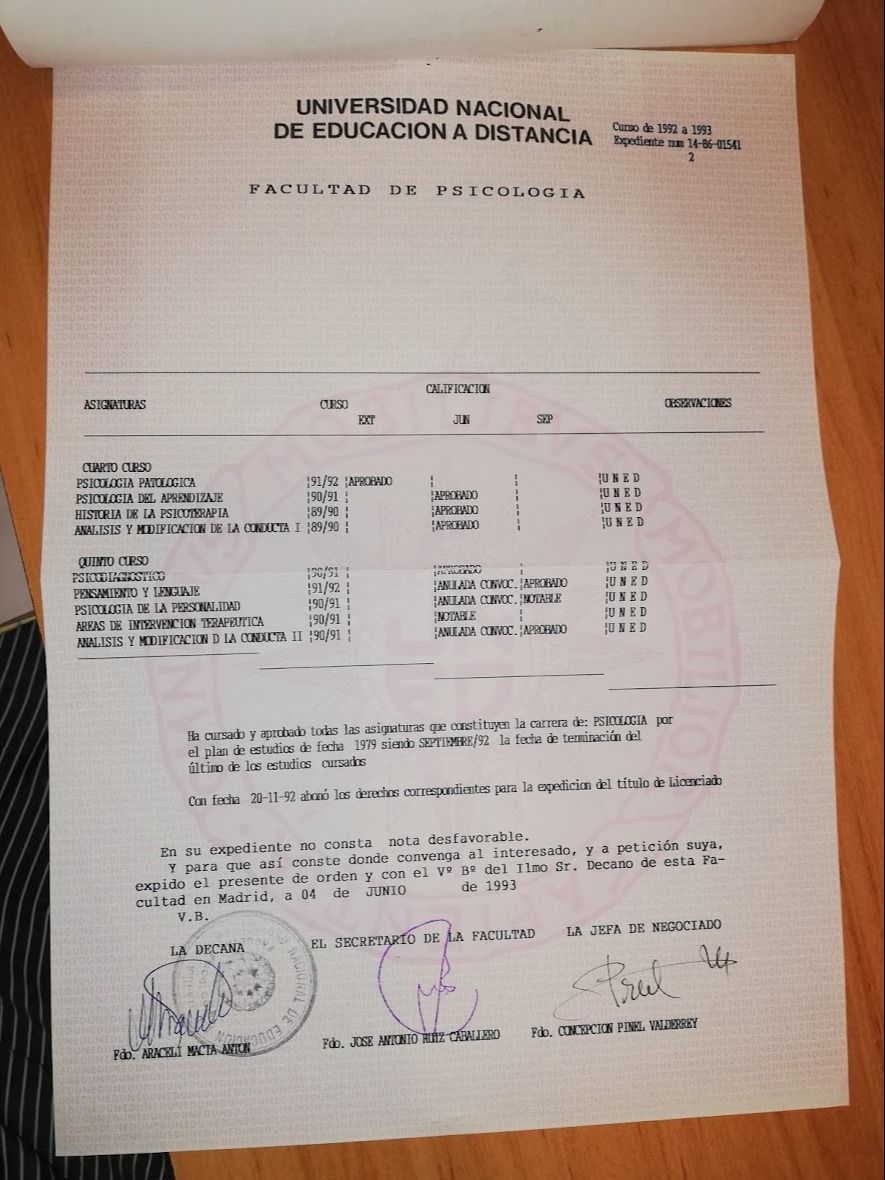 UNIVERSIDAD NACIONAL
DE EDUCACION A DISTANCIA
Curso de 1992 a 1993
Expediente num 14-86-01541
2
FACULTAD DE PSICOLOGIA
CALIFICACION
ASIGNATURAS CURSO OBSERVACIONES
EXT JUN SEP
CUARTO CURSO
PSICOLOGIA PATOLOGICA ¦91/92 ¦APROBADO ¦ ¦ ¦U N E D
PSICOLOGIA DEL APRENDIZAJE ¦90/91 ¦ ¦APROBADO ¦ ¦U N E D
HISTORIA DE LA PSICOTERAPIA ¦89/90 ¦ ¦APROBADO ¦ ¦U N E D
ANALISIS Y MODIFICACION DE LA CONDUCTA I ¦89/90 ¦ ¦APROBADO ¦ ¦U N E D
QUINTO CURSO
PSICODIAGNOSTICO ¦90/91 ¦ ¦APROBADO ¦ ¦U N E D
PENSAMIENTO Y LENGUAJE ¦91/92 ¦ ¦ANULADA CONVOC.¦APROBADO ¦U N E D
PSICOLOGIA DE LA PERSONALIDAD ¦90/91 ¦ ¦ANULADA CONVOC.¦NOTABLE ¦U N E D
AREAS DE INTERVENCION TERAPEUTICA ¦90/91 ¦ ¦NOTABLE ¦ ¦U N E D
ANALISIS Y MODIFICACION D LA CONDUCTA II ¦90/91 ¦ ¦ANULADA CONVOC.¦APROBADO ¦U N E D
Ha cursado y aprobado todas las asignaturas que constituyen la carrera de: PSICOLOGIA por
el plan de estudios de fecha 1979 siendo SEPTIEMBRE/92 la fecha de terminación del
último de los estudios cursados
Con fecha 20-11-92 abonó los derechos correspondientes para la expedicion del título de Licenciado
En su expediente no consta nota desfavorable.
Y para que así conste donde convenga al interesado, y a petición suya,
expido el presente de orden y con el Vº Bº del Ilmo Sr. Decano de esta Fa-
cultad en Madrid, a 04 de JUNIO de 1993
V.B.
LA DECANA EL SECRETARIO DE LA FACULTAD LA JEFA DE NEGOCIADO
Fdo. ARACELI MACIA ANTON Fdo. JOSE ANTONIO RUIZ CABALLERO Fdo. CONCEPCION PINEL VALDERREY